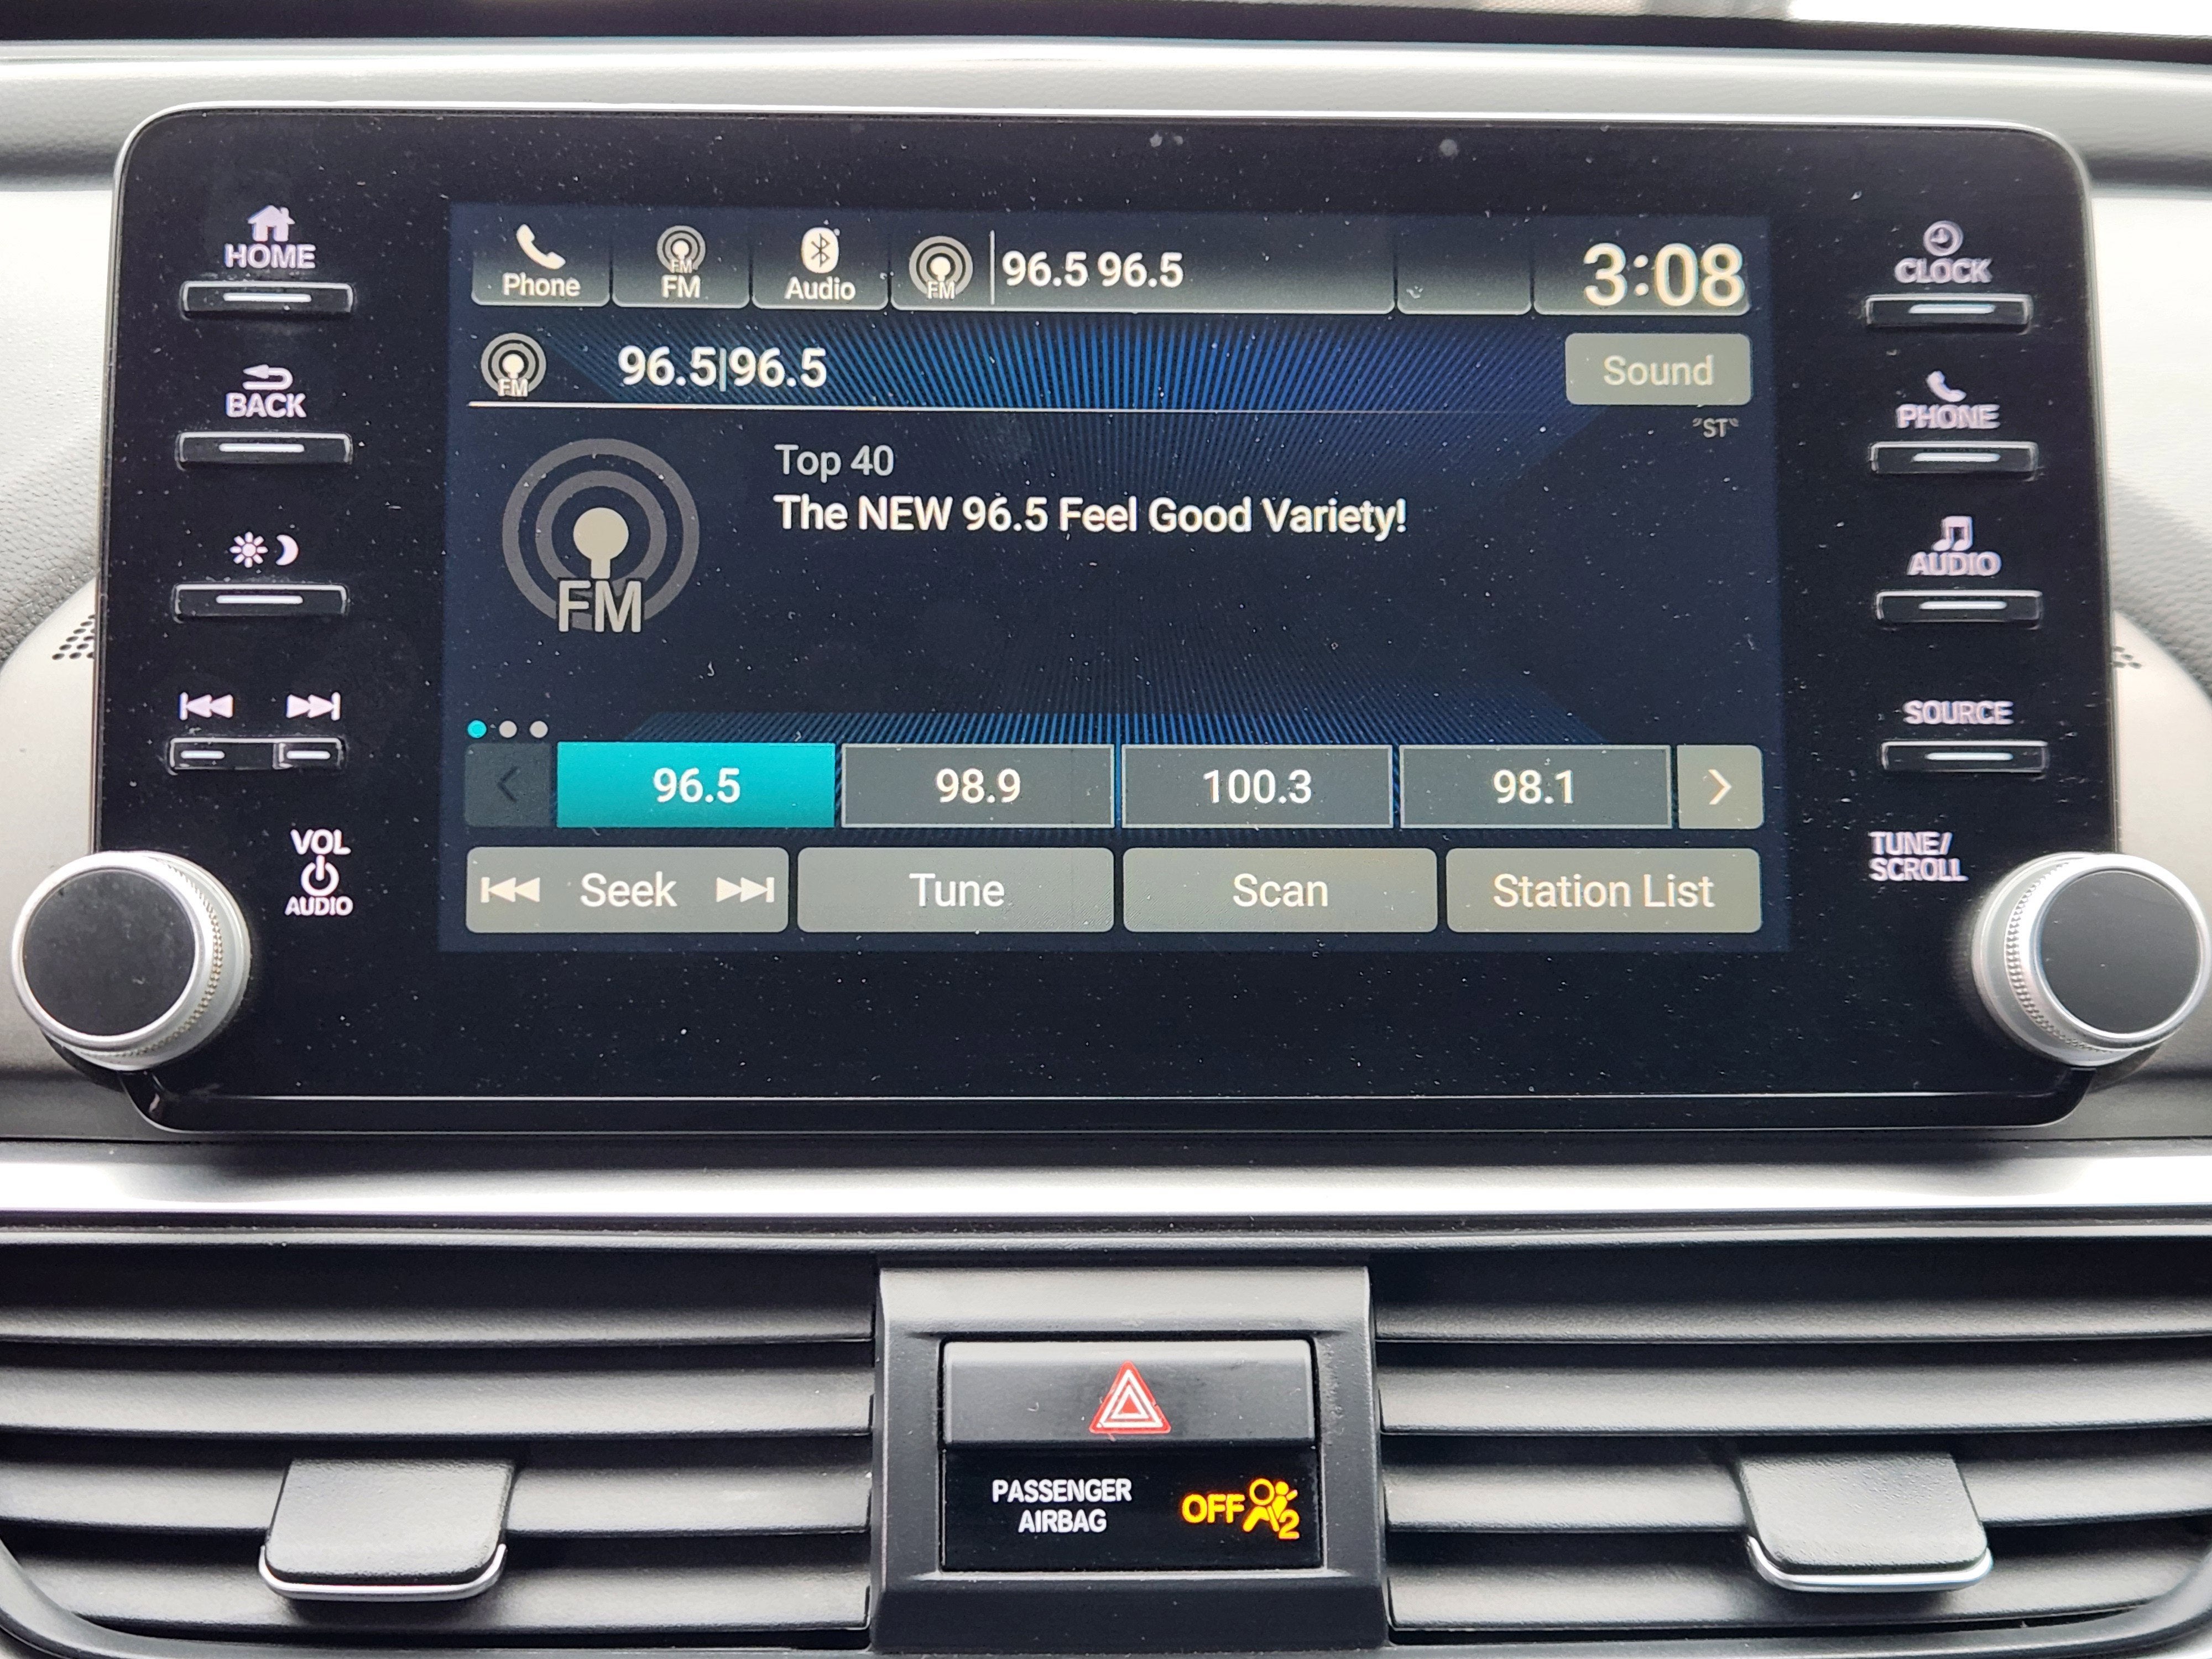 HOME
BACK
VOL
AUDIO
Phone
FM
FM
Audio
FM
96.5 96.5
3:08
FM
96.5|96.5
Sound
"ST"
Top 40
The NEW 96.5 Feel Good Variety!
FM
96.5
98.9
100.3
98.1
Seek
Tune
Scan
Station List
CLOCK
PHONE
AUDIO
SOURCE
TUNE/
SCROLL
PASSENGER
AIRBAG
OFF
2